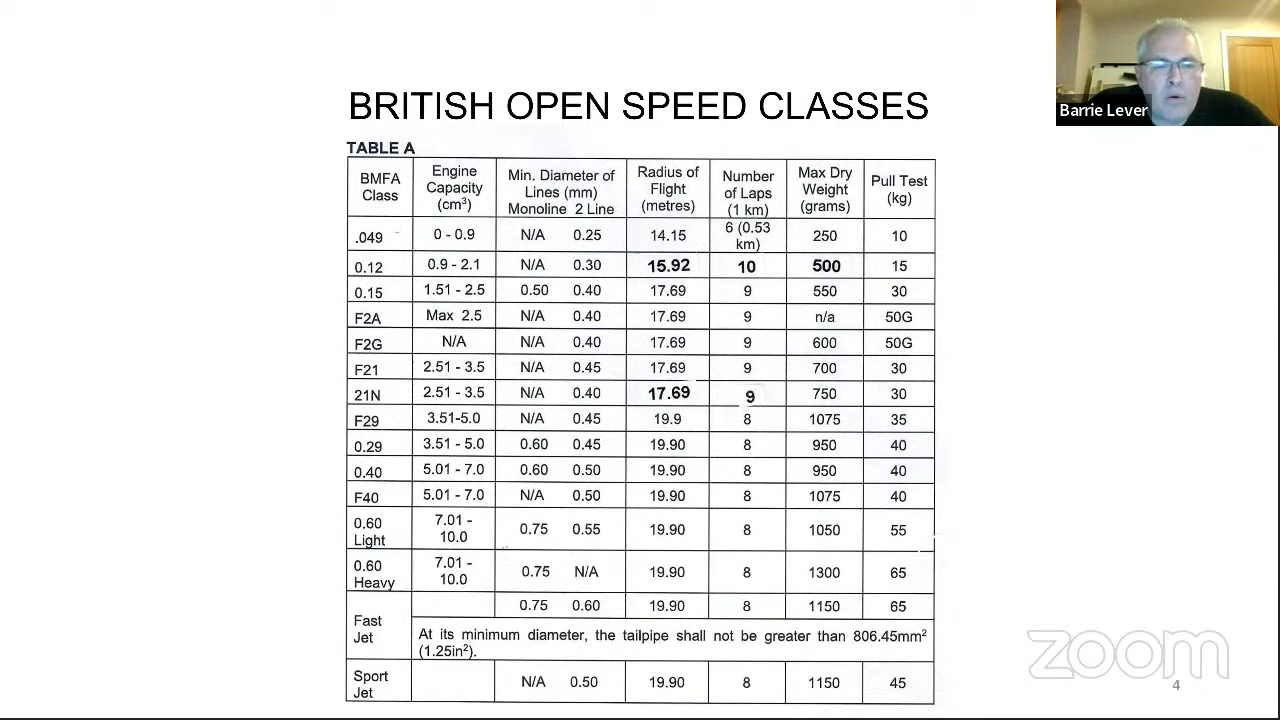 Barrie Lever
BRITISH OPEN SPEED CLASSES
TABLE A
BMFA Class | Engine Capacity (cm³) | Min. Diameter of Lines (mm) Monoline 2 Line | Radius of Flight (metres) | Number of Laps (1 km) | Max Dry Weight (grams) | Pull Test (kg)
.049 | 0 - 0.9 | N/A 0.25 | 14.15 | 6 (0.53 km) | 250 | 10
0.12 | 0.9 - 2.1 | N/A 0.30 | 15.92 | 10 | 500 | 15
0.15 | 1.51 - 2.5 | 0.50 0.40 | 17.69 | 9 | 550 | 30
F2A | Max 2.5 | N/A 0.40 | 17.69 | 9 | n/a | 50G
F2G | N/A | N/A 0.40 | 17.69 | 9 | 600 | 50G
F21 | 2.51 - 3.5 | N/A 0.45 | 17.69 | 9 | 700 | 30
21N | 2.51 - 3.5 | N/A 0.40 | 17.69 | 9 | 750 | 30
F29 | 3.51-5.0 | N/A 0.45 | 19.9 | 8 | 1075 | 35
0.29 | 3.51 - 5.0 | 0.60 0.45 | 19.90 | 8 | 950 | 40
0.40 | 5.01 - 7.0 | 0.60 0.50 | 19.90 | 8 | 950 | 40
F40 | 5.01 - 7.0 | N/A 0.50 | 19.90 | 8 | 1075 | 40
0.60 Light | 7.01 - 10.0 | 0.75 0.55 | 19.90 | 8 | 1050 | 55
0.60 Heavy | 7.01 - 10.0 | 0.75 N/A | 19.90 | 8 | 1300 | 65
Fast Jet | | 0.75 0.60 | 19.90 | 8 | 1150 | 65
At its minimum diameter, the tailpipe shall not be greater than 806.45mm²
(1.25in²).
Sport Jet | | N/A 0.50 | 19.90 | 8 | 1150 | 45
zoom
4